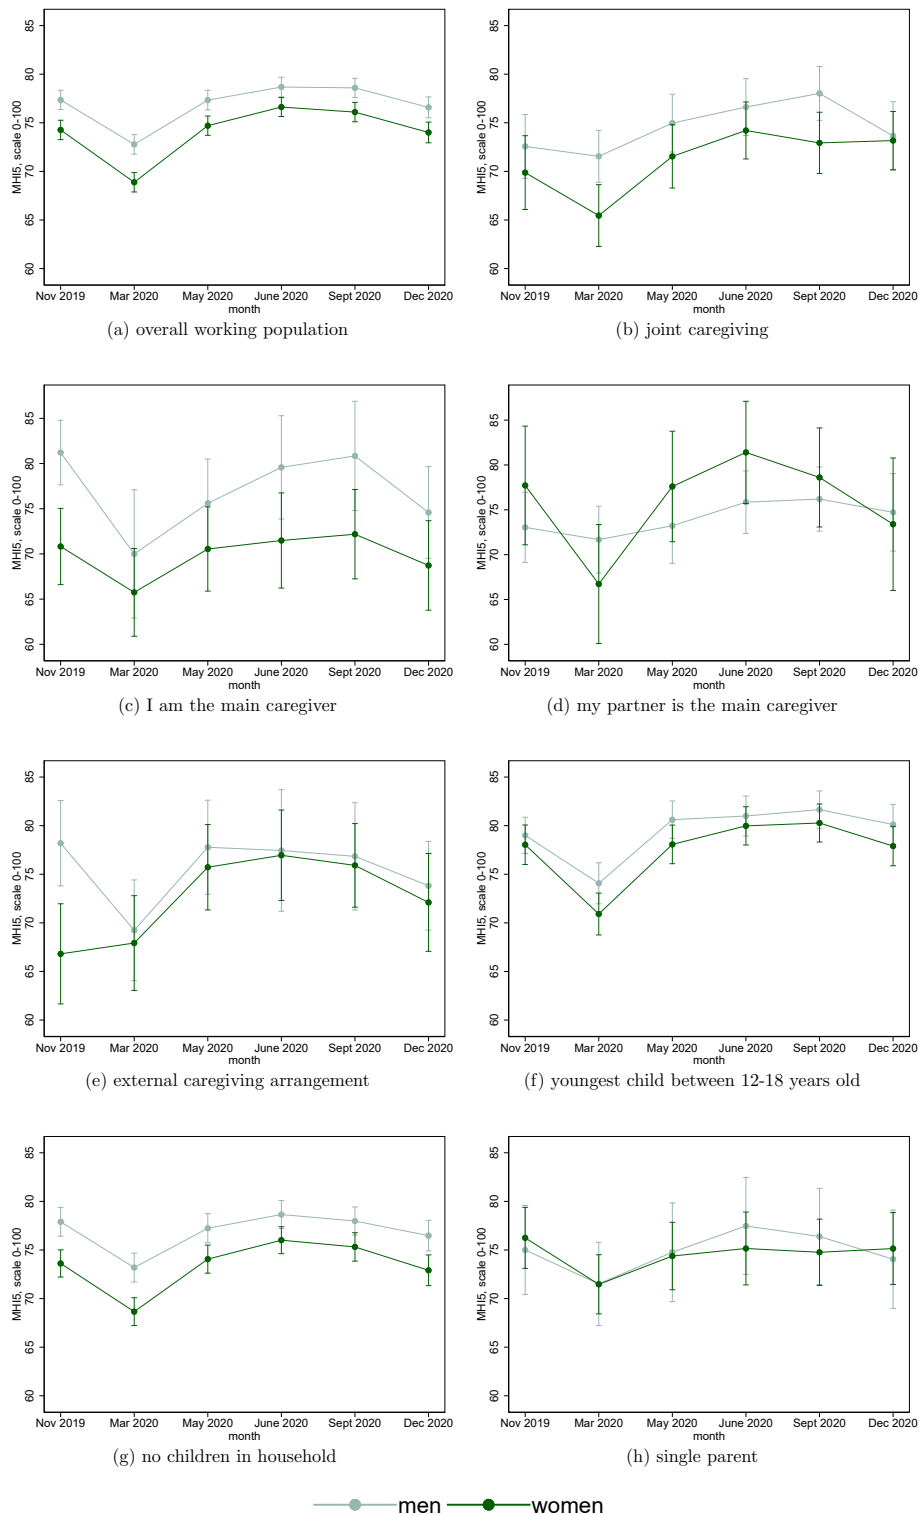 85
80
75
70
65
60
MHI5, scale 0-100
Nov 2019 Mar 2020 May 2020 June 2020 Sept 2020 Dec 2020
month
(a) overall working population
85
80
75
70
65
60
MHI5, scale 0-100
Nov 2019 Mar 2020 May 2020 June 2020 Sept 2020 Dec 2020
month
(b) joint caregiving
85
80
75
70
65
60
MHI5, scale 0-100
Nov 2019 Mar 2020 May 2020 June 2020 Sept 2020 Dec 2020
month
(c) I am the main caregiver
85
80
75
70
65
60
MHI5, scale 0-100
Nov 2019 Mar 2020 May 2020 June 2020 Sept 2020 Dec 2020
month
(d) my partner is the main caregiver
85
80
75
70
65
60
MHI5, scale 0-100
Nov 2019 Mar 2020 May 2020 June 2020 Sept 2020 Dec 2020
month
(e) external caregiving arrangement
85
80
75
70
65
60
MHI5, scale 0-100
Nov 2019 Mar 2020 May 2020 June 2020 Sept 2020 Dec 2020
month
(f) youngest child between 12-18 years old
85
80
75
70
65
60
MHI5, scale 0-100
Nov 2019 Mar 2020 May 2020 June 2020 Sept 2020 Dec 2020
month
(g) no children in household
85
80
75
70
65
60
MHI5, scale 0-100
Nov 2019 Mar 2020 May 2020 June 2020 Sept 2020 Dec 2020
month
(h) single parent
men women